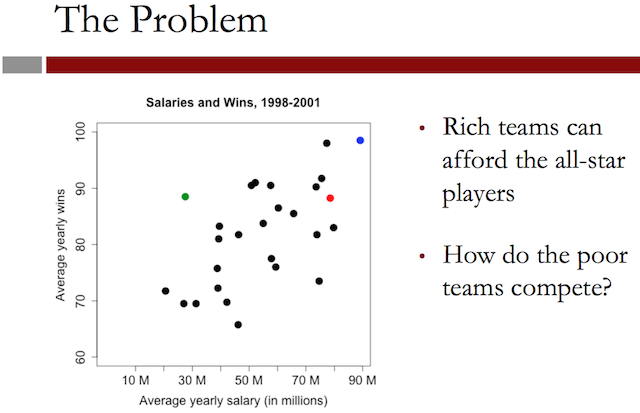 The Problem
Salaries and Wins, 1998-2001
100
90
80
70
60
Average yearly wins
10 M 30 M 50 M 70 M 90 M
Average yearly salary (in millions)
• Rich teams can
afford the all-star
players
• How do the poor
teams compete?